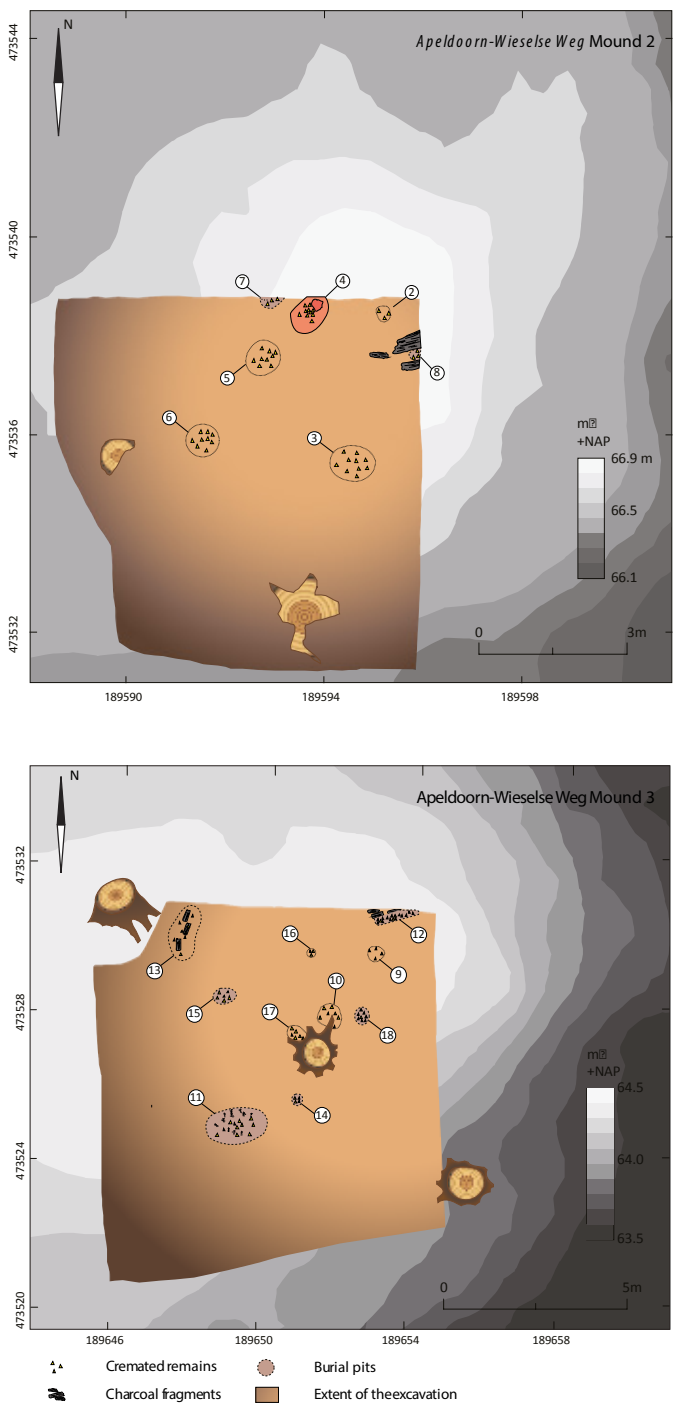 N
Apeldoorn-Wieselse Weg Mound 2
473544
473540
473536
473532
7
4
2
5
8
6
3
m
+NAP
66.9 m
66.5
66.1
0
3m
189590
189594
189598
N
Apeldoorn-Wieselse Weg Mound 3
473532
473528
473524
473520
16
12
9
13
10
15
17
18
11
14
m
+NAP
64.5
64.0
63.5
0
5m
189646
189650
189654
189658
Cremated remains
Burial pits
Charcoal fragments
Extent of theexcavation